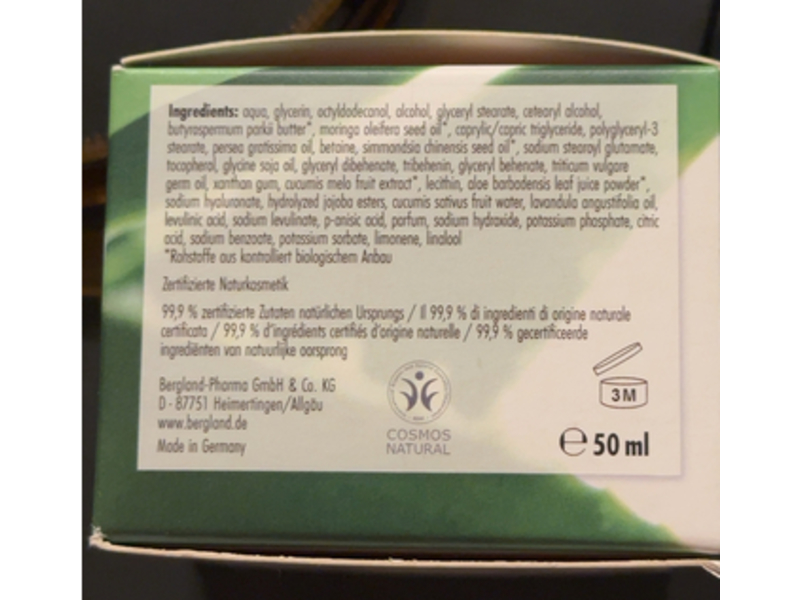 Ingredients: aqua, glycerin, octyldodecanol, alcohol, glyceryl stearate, cetearyl alcohol,
butyrospermum parkii butter*, moringa oleifera seed oil*, caprylic/capric triglyceride, polyglyceryl-3
stearate, persea gratissima oil, betaine, simmondsia chinensis seed oil*, sodium stearoyl glutamate,
tocopherol, glycine soja oil, glyceryl dibehenate, tribehenin, glyceryl behenate, triticum vulgare
germ oil, xanthan gum, cucumis melo fruit extract*, lecithin, aloe barbadensis leaf juice powder*,
sodium hyaluronate, hydrolyzed jojoba esters, cucumis sativus fruit water, lavandula angustifolia oil,
levulinic acid, sodium levulinate, p-anisic acid, parfum, sodium hydroxide, potassium phosphate, citric
acid, sodium benzoate, potassium sorbate, limonene, linalool
*Rohstoffe aus kontrolliert biologischem Anbau
Zertifizierte Naturkosmetik
99,9 % zertifizierte Zutaten natürlichen Ursprungs / Il 99,9 % di ingredienti di origine naturale
certificata / 99,9 % d'ingrédients certifiés d'origine naturelle / 99,9 % gecertificeerde
ingrediënten van natuurlijke oorsprong
Bergland-Pharma GmbH & Co. KG
D - 87751 Heimertingen/Allgäu
www.bergland.de
Made in Germany
COSMOS
NATURAL
3M
℮ 50 ml